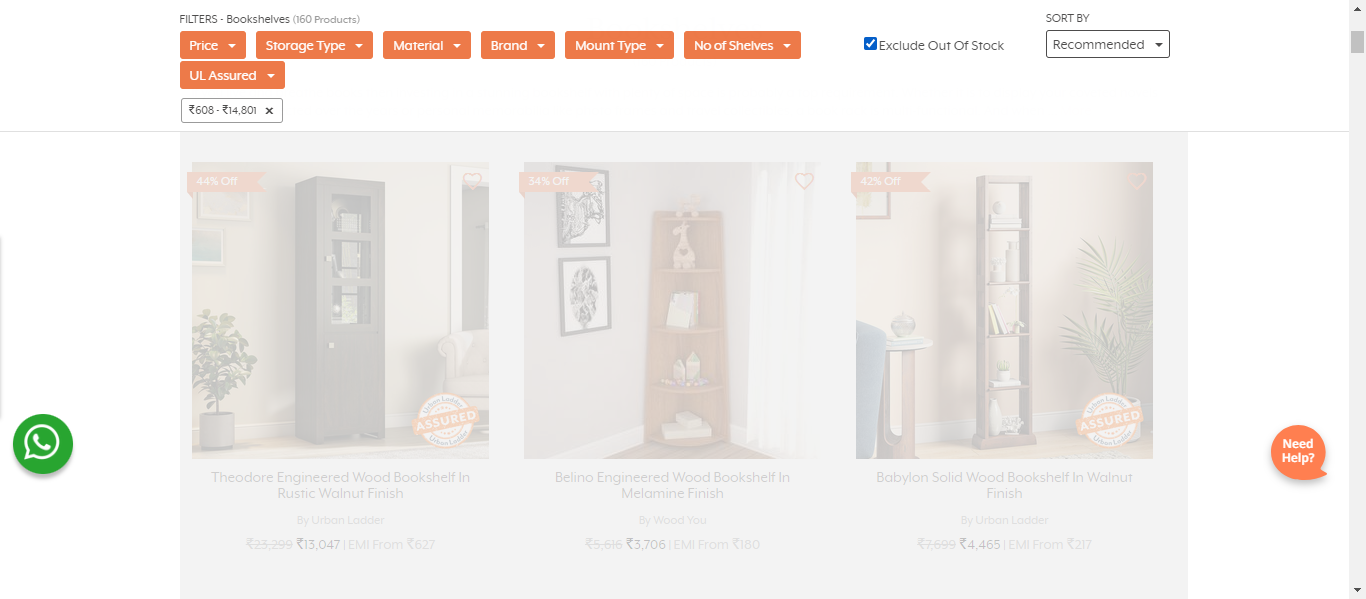 FILTERS - Bookshelves (160 Products)
SORT BY
Price
Storage Type
Material
Brand
Mount Type
No of Shelves
Exclude Out Of Stock
Recommended
UL Assured
₹608 - ₹14,801 ×
44% Off
34% Off
42% Off
Urban Ladder
ASSURED
Urban Ladder
Urban Ladder
ASSURED
Urban Ladder
Need
Help?
Theodore Engineered Wood Bookshelf In
Rustic Walnut Finish
By Urban Ladder
₹23,299 ₹13,047 | EMI From ₹627
Belino Engineered Wood Bookshelf In
Melamine Finish
By Wood You
₹5,616 ₹3,706 | EMI From ₹180
Babylon Solid Wood Bookshelf In Walnut
Finish
By Urban Ladder
₹7,699 ₹4,465 | EMI From ₹217